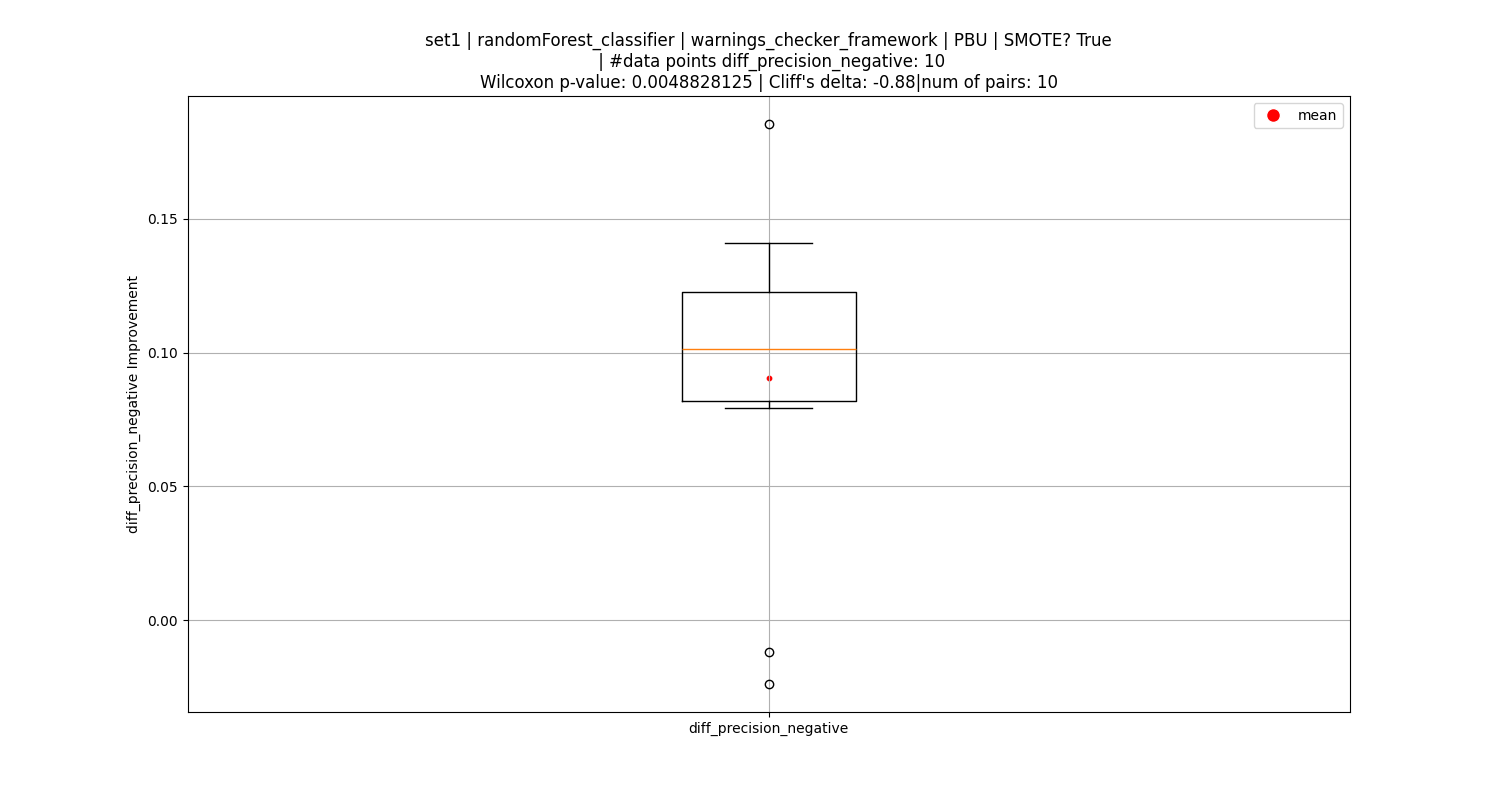 set1 | randomForest_classifier | warnings_checker_framework | PBU | SMOTE? True
| #data points diff_precision_negative: 10
Wilcoxon p-value: 0.0048828125 | Cliff's delta: -0.88|num of pairs: 10
mean
0.15
0.10
0.05
0.00
diff_precision_negative Improvement
diff_precision_negative